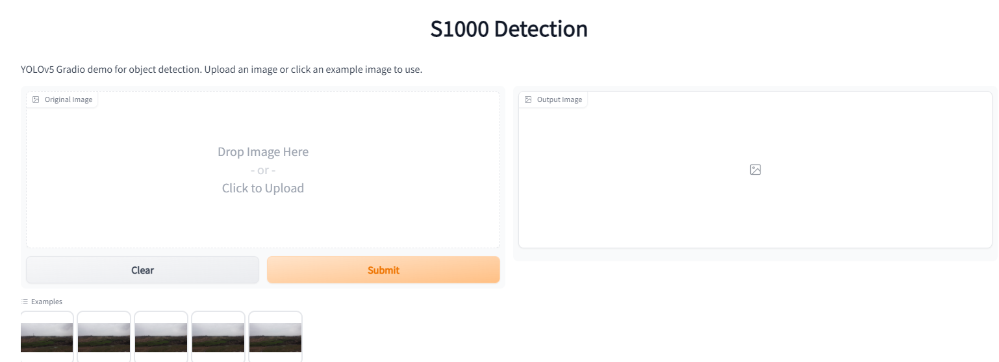 S1000 Detection
YOLOv5 Gradio demo for object detection. Upload an image or click an example image to use.
Original Image
Drop Image Here
- or -
Click to Upload
Clear
Submit
Output Image
Examples